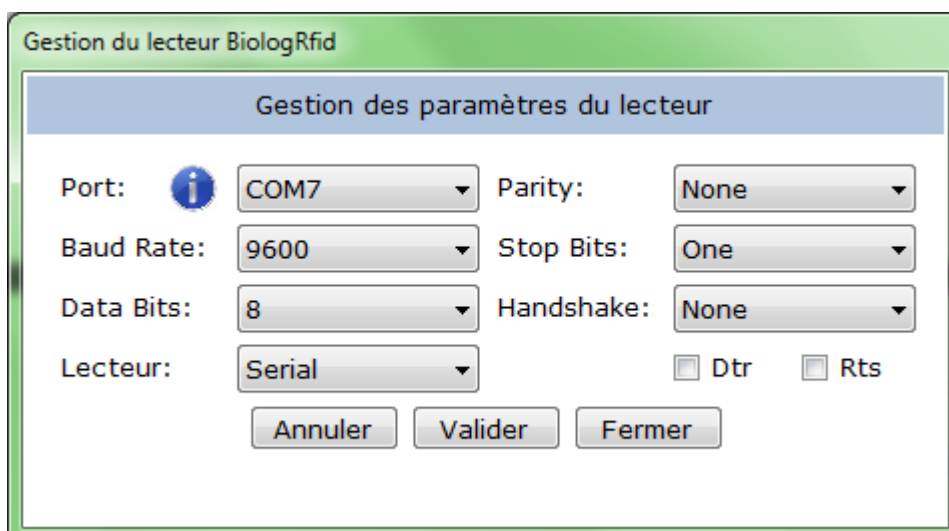 Gestion du lecteur BiologRfid
Gestion des paramètres du lecteur
Port: COM7 Parity: None
Baud Rate: 9600 Stop Bits: One
Data Bits: 8 Handshake: None
Lecteur: Serial Dtr Rts
Annuler Valider Fermer